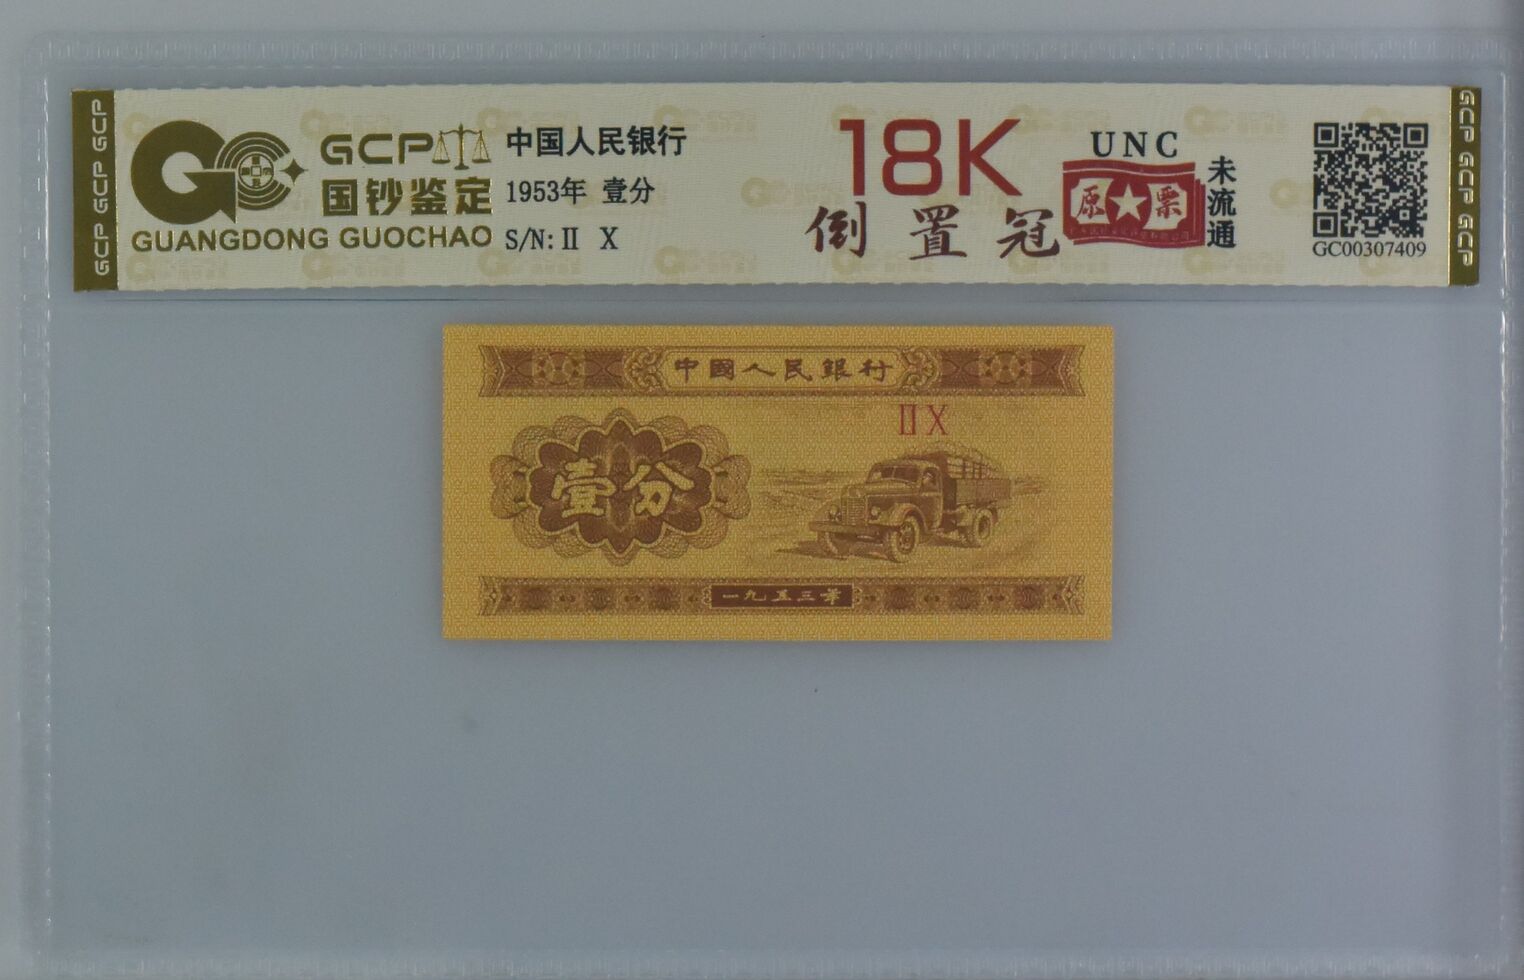 GCP GCP GCP
GCP
国钞鉴定
GUANGDONG GUOCHAO
中国人民银行
1953年 壹分
S/N: II X
18K
倒置冠
UNC
原票
未流通
GC00307409
GCP GCP GCP
中國人民銀行
II X
壹分
一九五三年